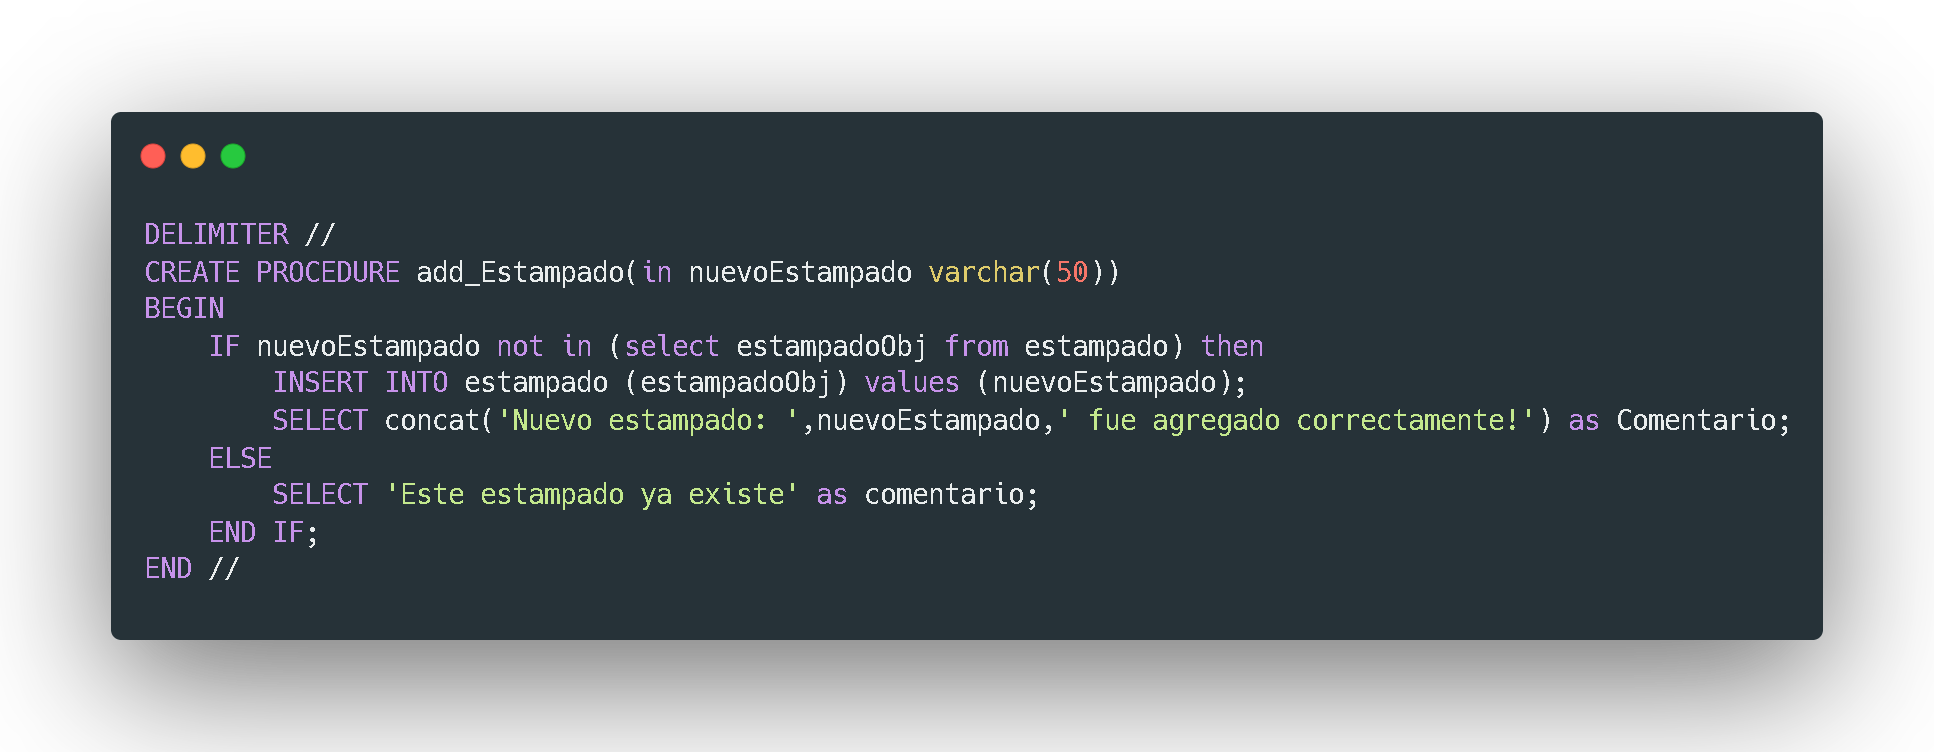 DELIMITER //
CREATE PROCEDURE add_Estampado(in nuevoEstampado varchar(50))
BEGIN
    IF nuevoEstampado not in (select estampadoObj from estampado) then
        INSERT INTO estampado (estampadoObj) values (nuevoEstampado);
        SELECT concat('Nuevo estampado: ',nuevoEstampado,' fue agregado correctamente!') as Comentario;
    ELSE
        SELECT 'Este estampado ya existe' as comentario;
    END IF;
END //